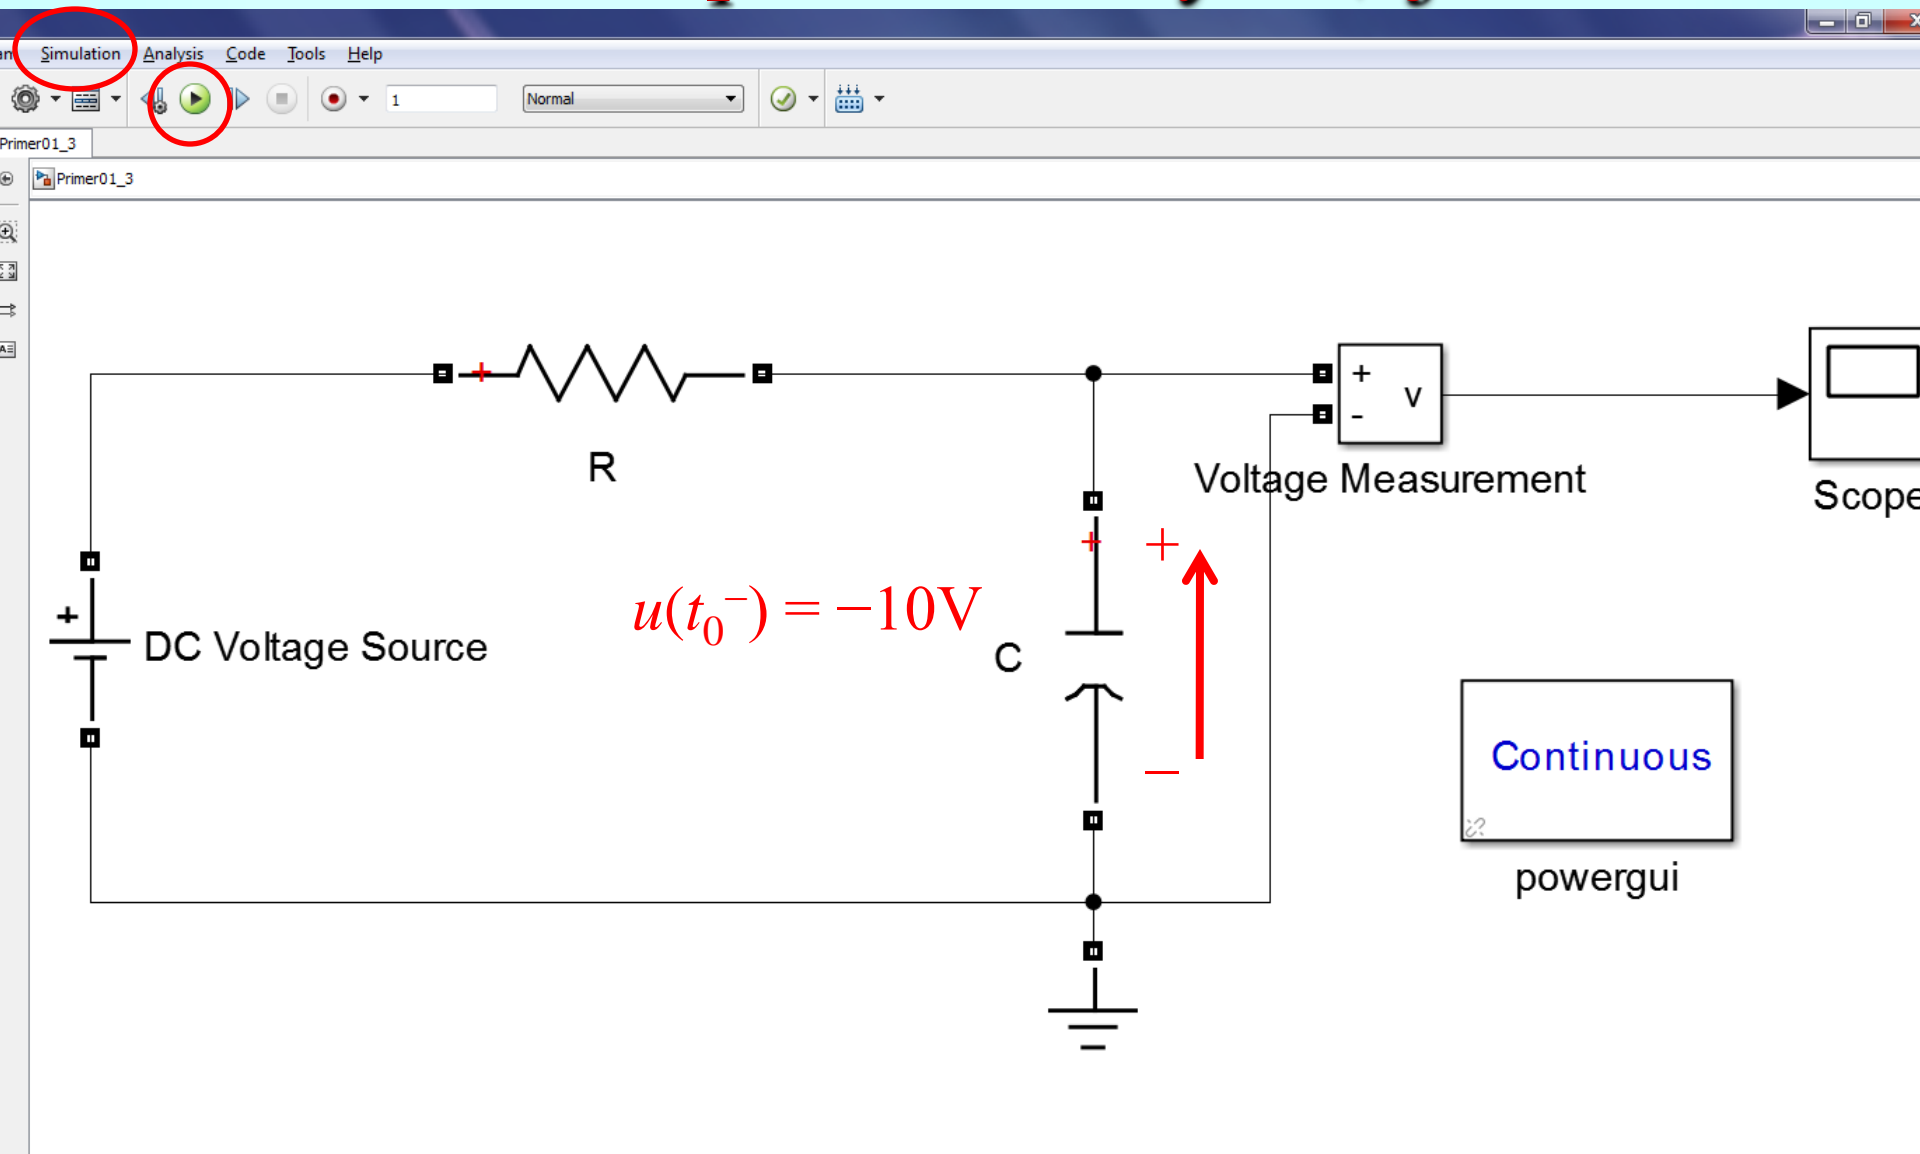 Simulation Analysis Code Tools Help
1 Normal
Primer01_3
Primer01_3
+ v
-
R
Voltage Measurement
Scope
+
+ +
u(t₀⁻) = −10V
DC Voltage Source
C
−
Continuous
powergui